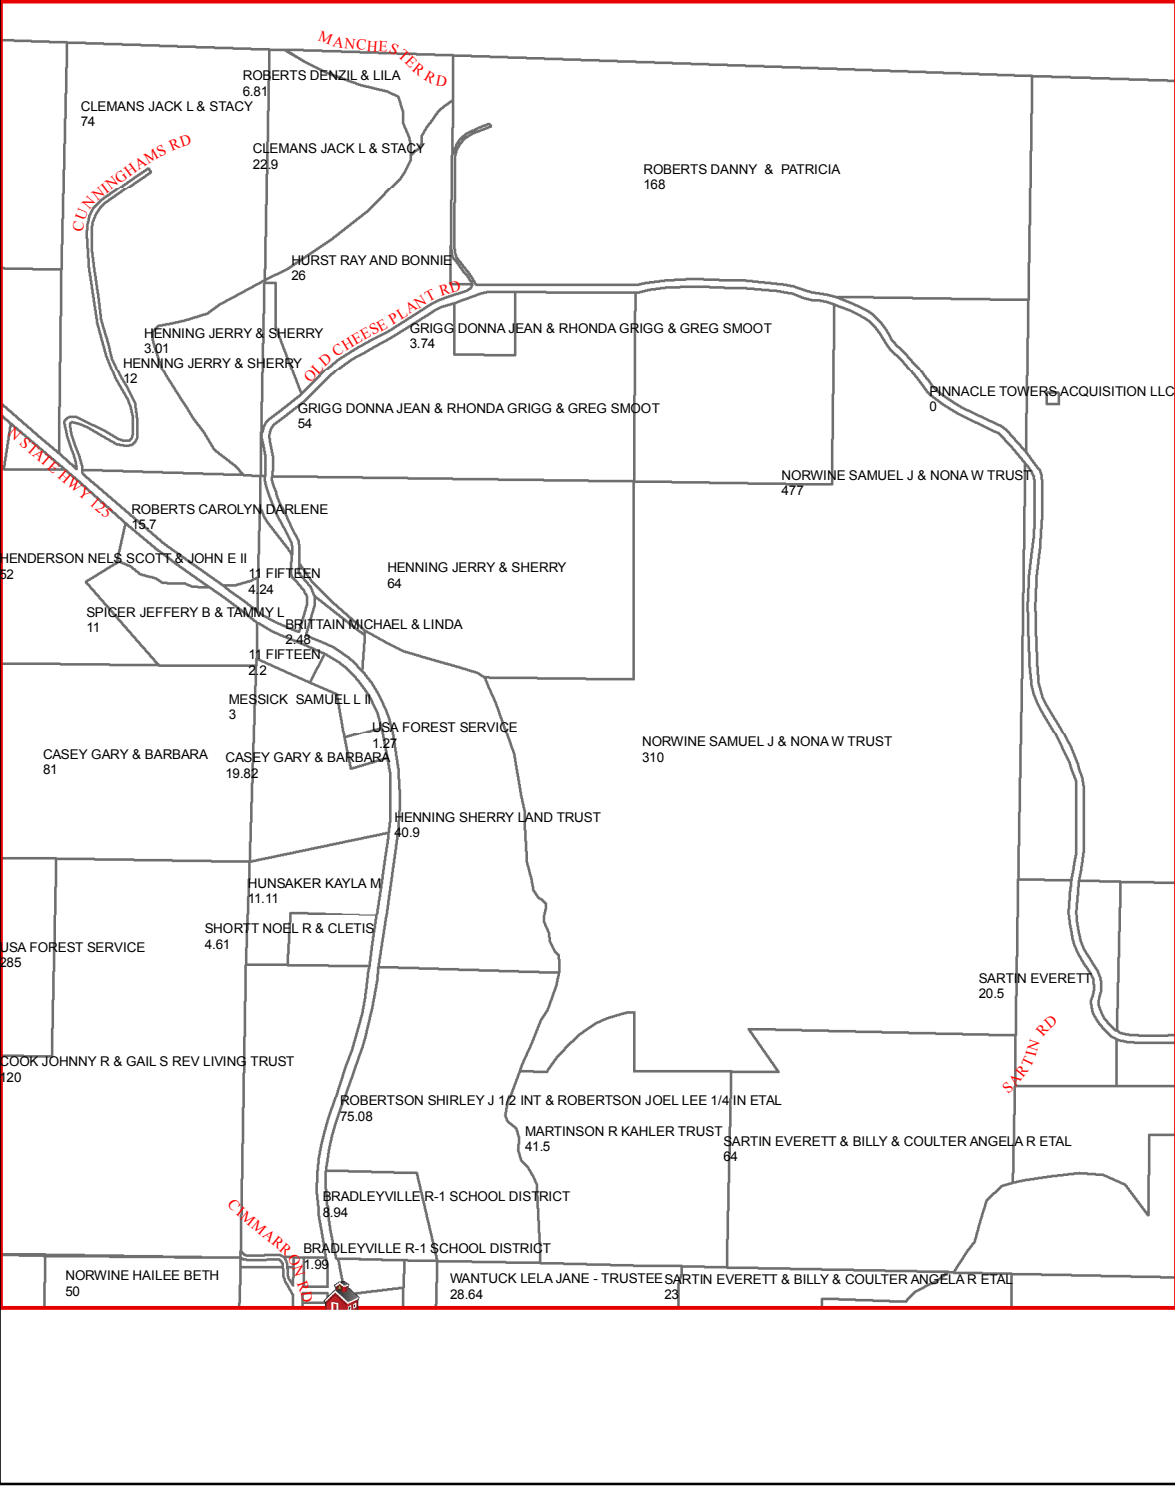 MANCHESTER RD
ROBERTS DENZIL & LILA
6.81
CLEMANS JACK L & STACY
74
CUNNINGHAMS RD
CLEMANS JACK L & STACY
22.9
ROBERTS DANNY & PATRICIA
168
HURST RAY AND BONNIE
26
OLD CHEESE PLANT RD
HENNING JERRY & SHERRY
3.01
GRIGG DONNA JEAN & RHONDA GRIGG & GREG SMOOT
3.74
HENNING JERRY & SHERRY
12
PINNACLE TOWERS ACQUISITION LLC
0
GRIGG DONNA JEAN & RHONDA GRIGG & GREG SMOOT
54
N STATE HWY 125
NORWINE SAMUEL J & NONA W TRUST
477
ROBERTS CAROLYN DARLENE
15.7
HENDERSON NELS SCOTT & JOHN E II
52
11 FIFTEEN
4.24
HENNING JERRY & SHERRY
64
SPICER JEFFERY B & TAMMY L
11
BRITTAIN MICHAEL & LINDA
2.48
11 FIFTEEN
2.2
MESSICK SAMUEL L II
3
USA FOREST SERVICE
1.27
NORWINE SAMUEL J & NONA W TRUST
310
CASEY GARY & BARBARA
81
CASEY GARY & BARBARA
19.82
HENNING SHERRY LAND TRUST
40.9
HUNSAKER KAYLA M
11.11
SHORTT NOEL R & CLETIS
4.61
USA FOREST SERVICE
285
SARTIN EVERETT
20.5
SARTIN RD
COOK JOHNNY R & GAIL S REV LIVING TRUST
120
ROBERTSON SHIRLEY J 1/2 INT & ROBERTSON JOEL LEE 1/4 IN ETAL
75.08
MARTINSON R KAHLER TRUST
41.5
SARTIN EVERETT & BILLY & COULTER ANGELA R ETAL
64
BRADLEYVILLE R-1 SCHOOL DISTRICT
8.94
CIMMARRON RD
BRADLEYVILLE R-1 SCHOOL DISTRICT
1.99
NORWINE HAILEE BETH
50
WANTUCK LELA JANE - TRUSTEE
28.64
SARTIN EVERETT & BILLY & COULTER ANGELA R ETAL
23